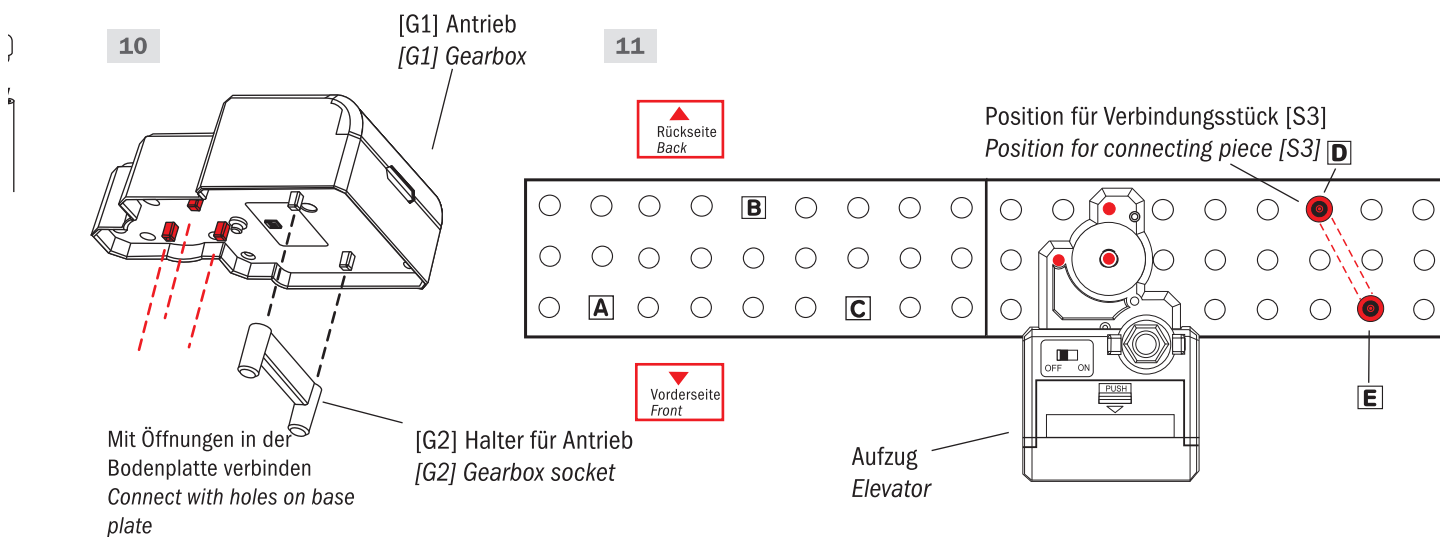 10
[G1] Antrieb
[G1] Gearbox
Mit Öffnungen in der
Bodenplatte verbinden
Connect with holes on base
plate
[G2] Halter für Antrieb
[G2] Gearbox socket
11
Rückseite
Back
Position für Verbindungsstück [S3]
Position for connecting piece [S3]
D
B
A
C
OFF ON
PUSH
E
Vorderseite
Front
Aufzug
Elevator